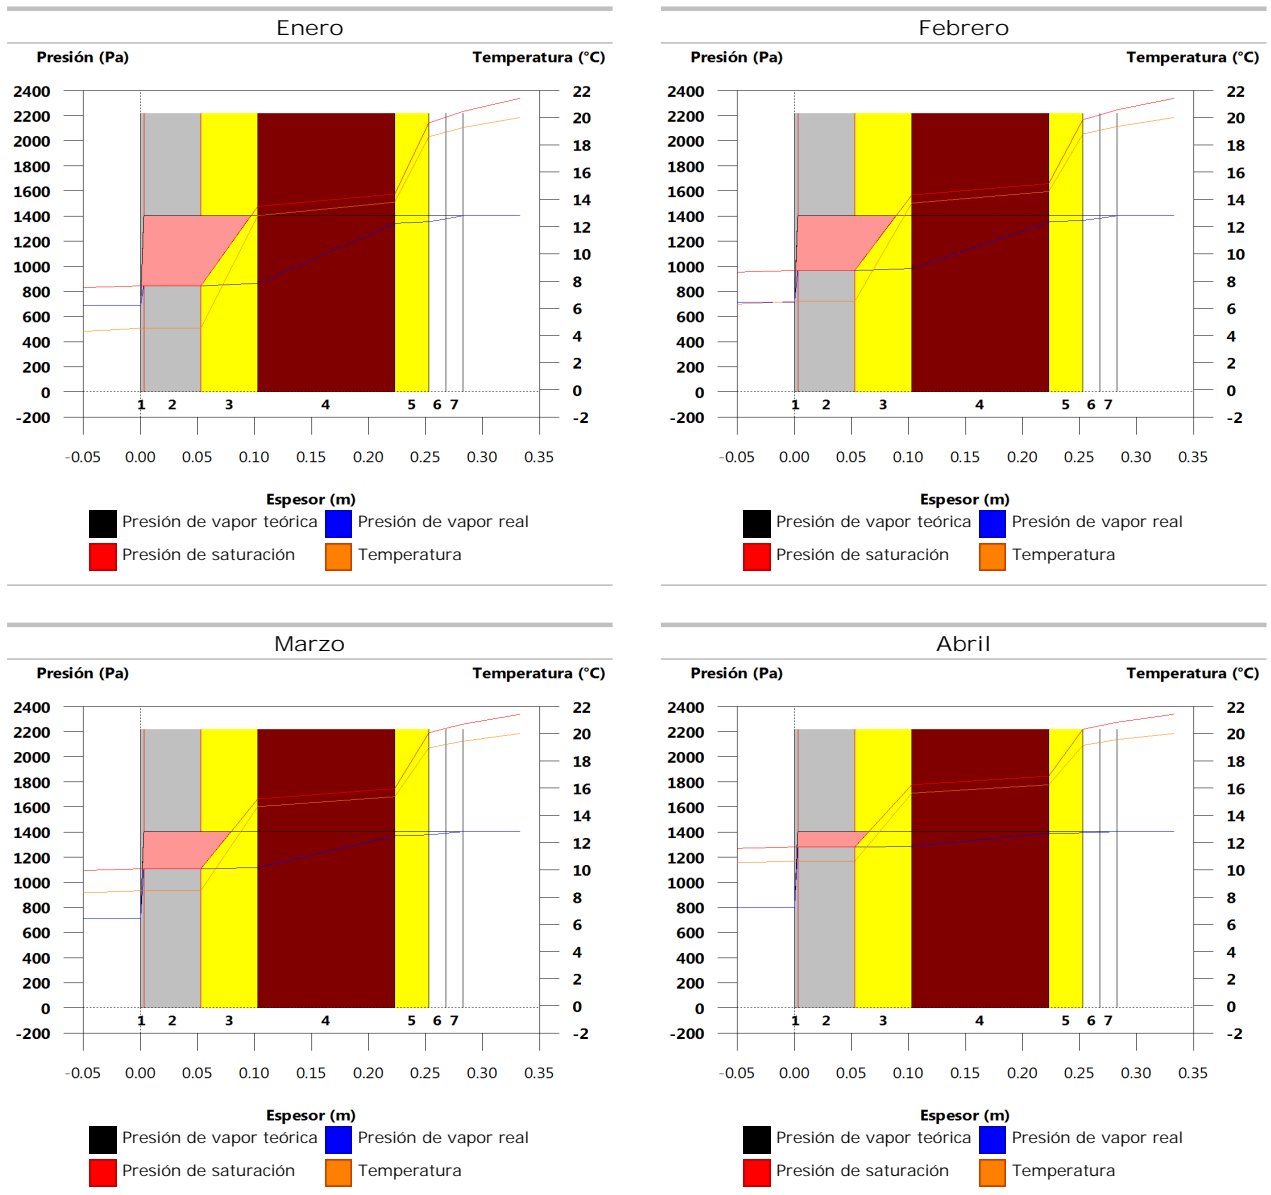 Enero
Presión (Pa) Temperatura (°C)
2400 22
2200 20
2000 18
1800 16
1600 14
1400 12
1200 10
1000 8
800 6
600 4
400 2
200 0
0 -2
-200
1 2 3 4 5 6 7
-0.05 0.00 0.05 0.10 0.15 0.20 0.25 0.30 0.35
Espesor (m)
Presión de vapor teórica Presión de vapor real
Presión de saturación Temperatura
Febrero
Presión (Pa) Temperatura (°C)
2400 22
2200 20
2000 18
1800 16
1600 14
1400 12
1200 10
1000 8
800 6
600 4
400 2
200 0
0 -2
-200
1 2 3 4 5 6 7
-0.05 0.00 0.05 0.10 0.15 0.20 0.25 0.30 0.35
Espesor (m)
Presión de vapor teórica Presión de vapor real
Presión de saturación Temperatura
Marzo
Presión (Pa) Temperatura (°C)
2400 22
2200 20
2000 18
1800 16
1600 14
1400 12
1200 10
1000 8
800 6
600 4
400 2
200 0
0 -2
-200
1 2 3 4 5 6 7
-0.05 0.00 0.05 0.10 0.15 0.20 0.25 0.30 0.35
Espesor (m)
Presión de vapor teórica Presión de vapor real
Presión de saturación Temperatura
Abril
Presión (Pa) Temperatura (°C)
2400 22
2200 20
2000 18
1800 16
1600 14
1400 12
1200 10
1000 8
800 6
600 4
400 2
200 0
0 -2
-200
1 2 3 4 5 6 7
-0.05 0.00 0.05 0.10 0.15 0.20 0.25 0.30 0.35
Espesor (m)
Presión de vapor teórica Presión de vapor real
Presión de saturación Temperatura